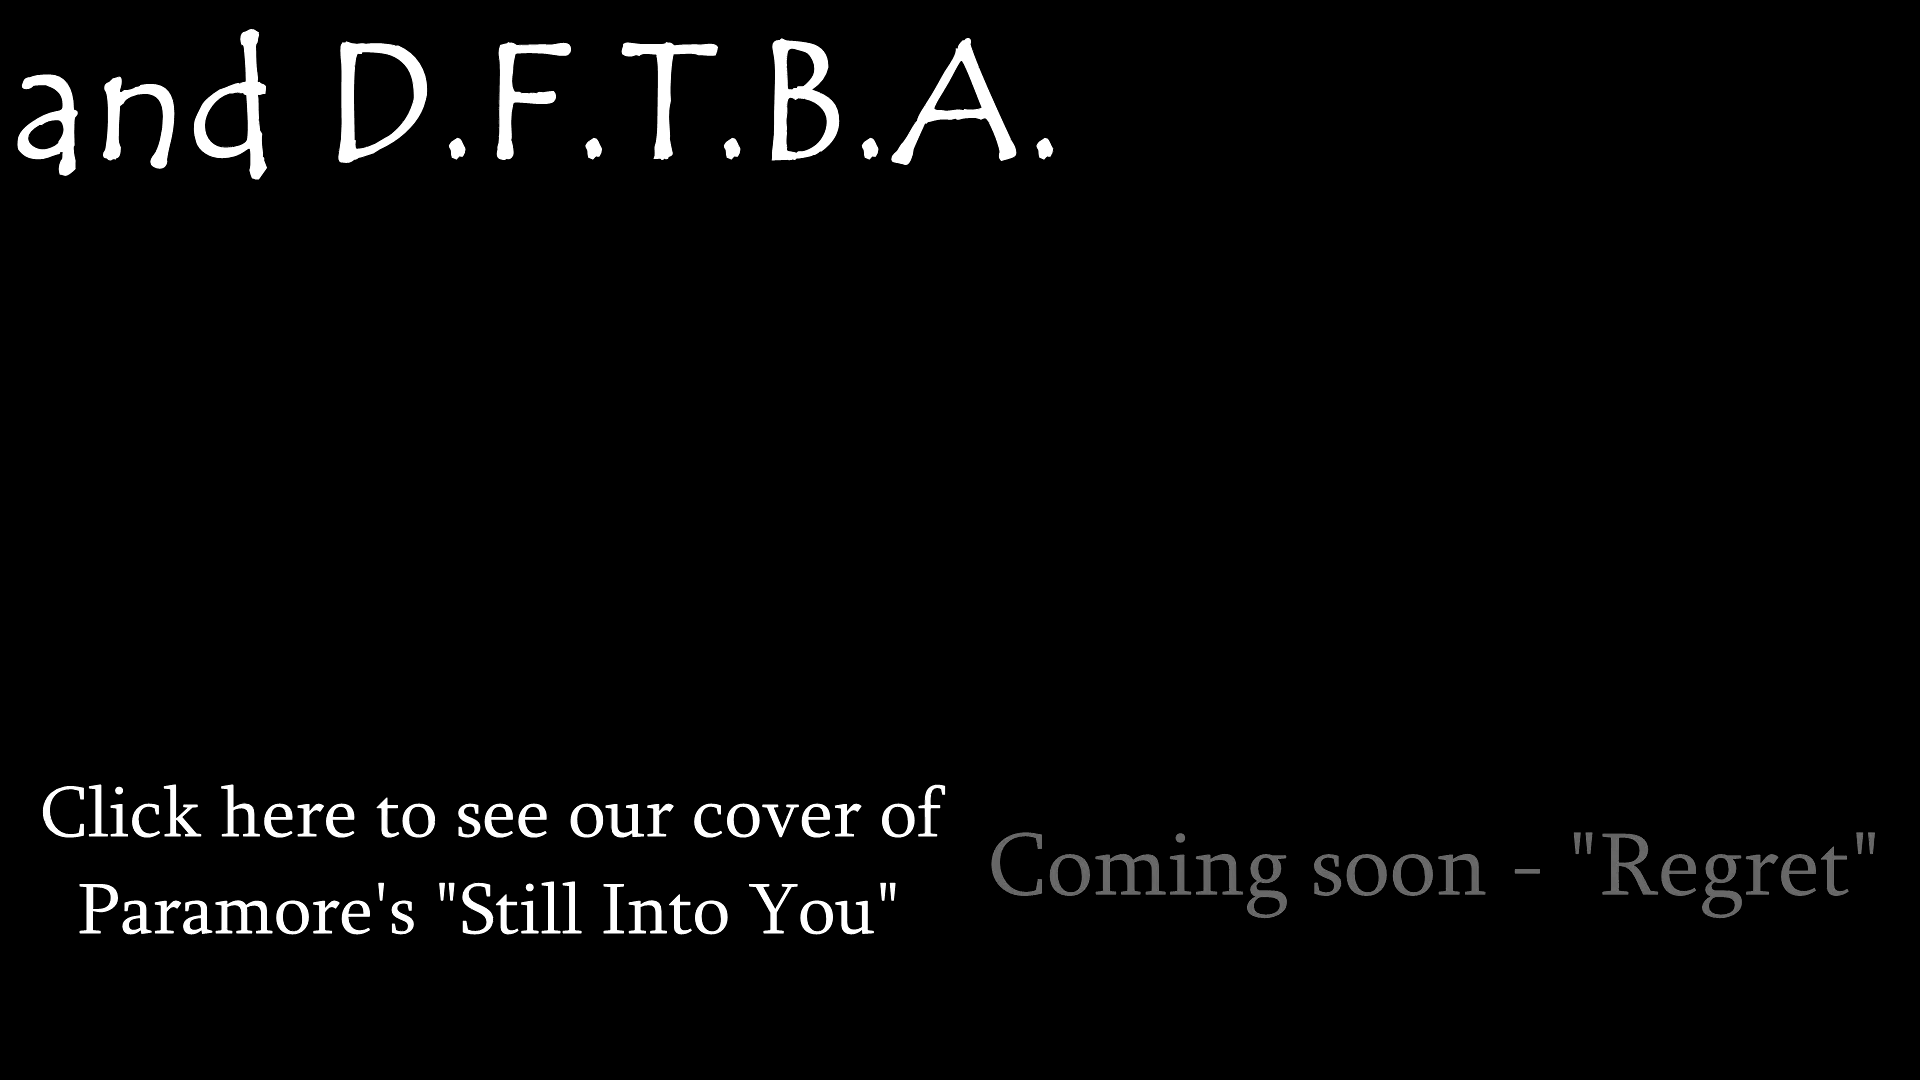 and D.F.T.B.A.
Click here to see our cover of
Paramore's "Still Into You"
Coming soon - "Regret"